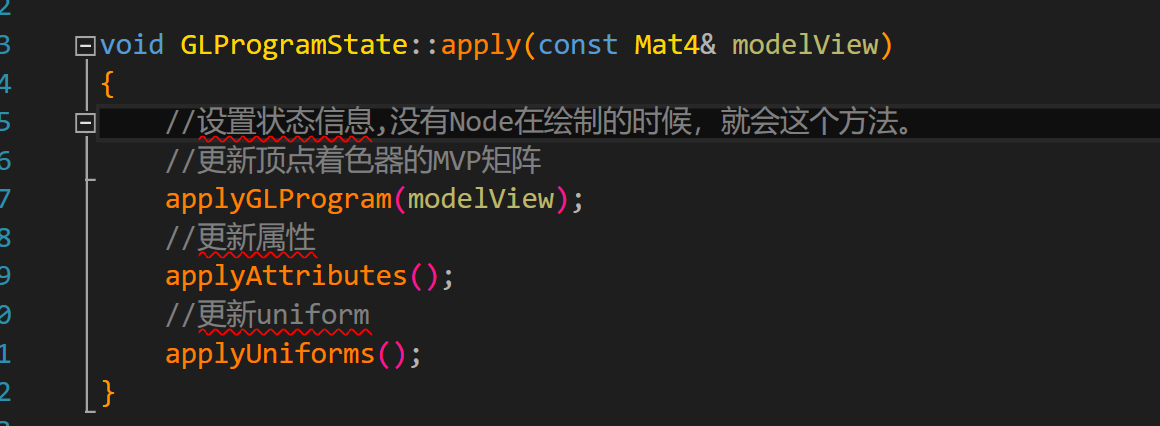 2
3 void GLProgramState::apply(const Mat4& modelView)
4 {
5 //设置状态信息,没有Node在绘制的时候，就会这个方法。
6 //更新顶点着色器的MVP矩阵
7 applyGLProgram(modelView);
8 //更新属性
9 applyAttributes();
0 //更新uniform
1 applyUniforms();
2 }